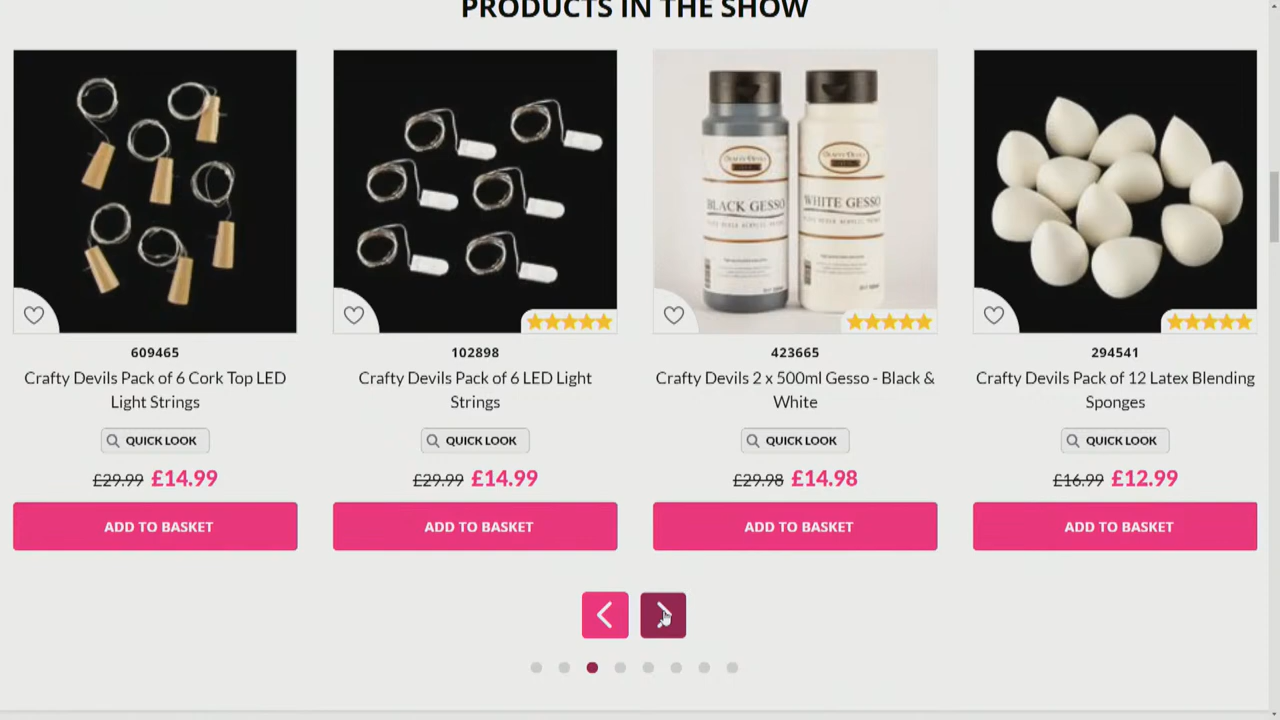 PRODUCTS IN THE SHOW
BLACK GESSO
WHITE GESSO
609465
Crafty Devils Pack of 6 Cork Top LED
Light Strings
QUICK LOOK
£29.99 £14.99
ADD TO BASKET
102898
Crafty Devils Pack of 6 LED Light
Strings
QUICK LOOK
£29.99 £14.99
ADD TO BASKET
423665
Crafty Devils 2 x 500ml Gesso - Black &
White
QUICK LOOK
£29.98 £14.98
ADD TO BASKET
294541
Crafty Devils Pack of 12 Latex Blending
Sponges
QUICK LOOK
£16.99 £12.99
ADD TO BASKET